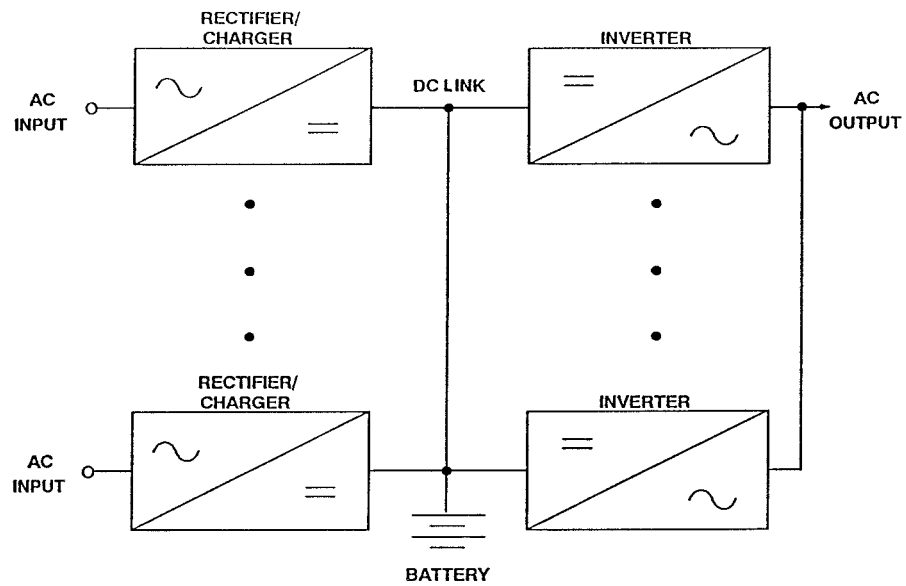 RECTIFIER/
CHARGER
INVERTER
AC
INPUT
DC LINK
AC
OUTPUT
RECTIFIER/
CHARGER
INVERTER
AC
INPUT
BATTERY